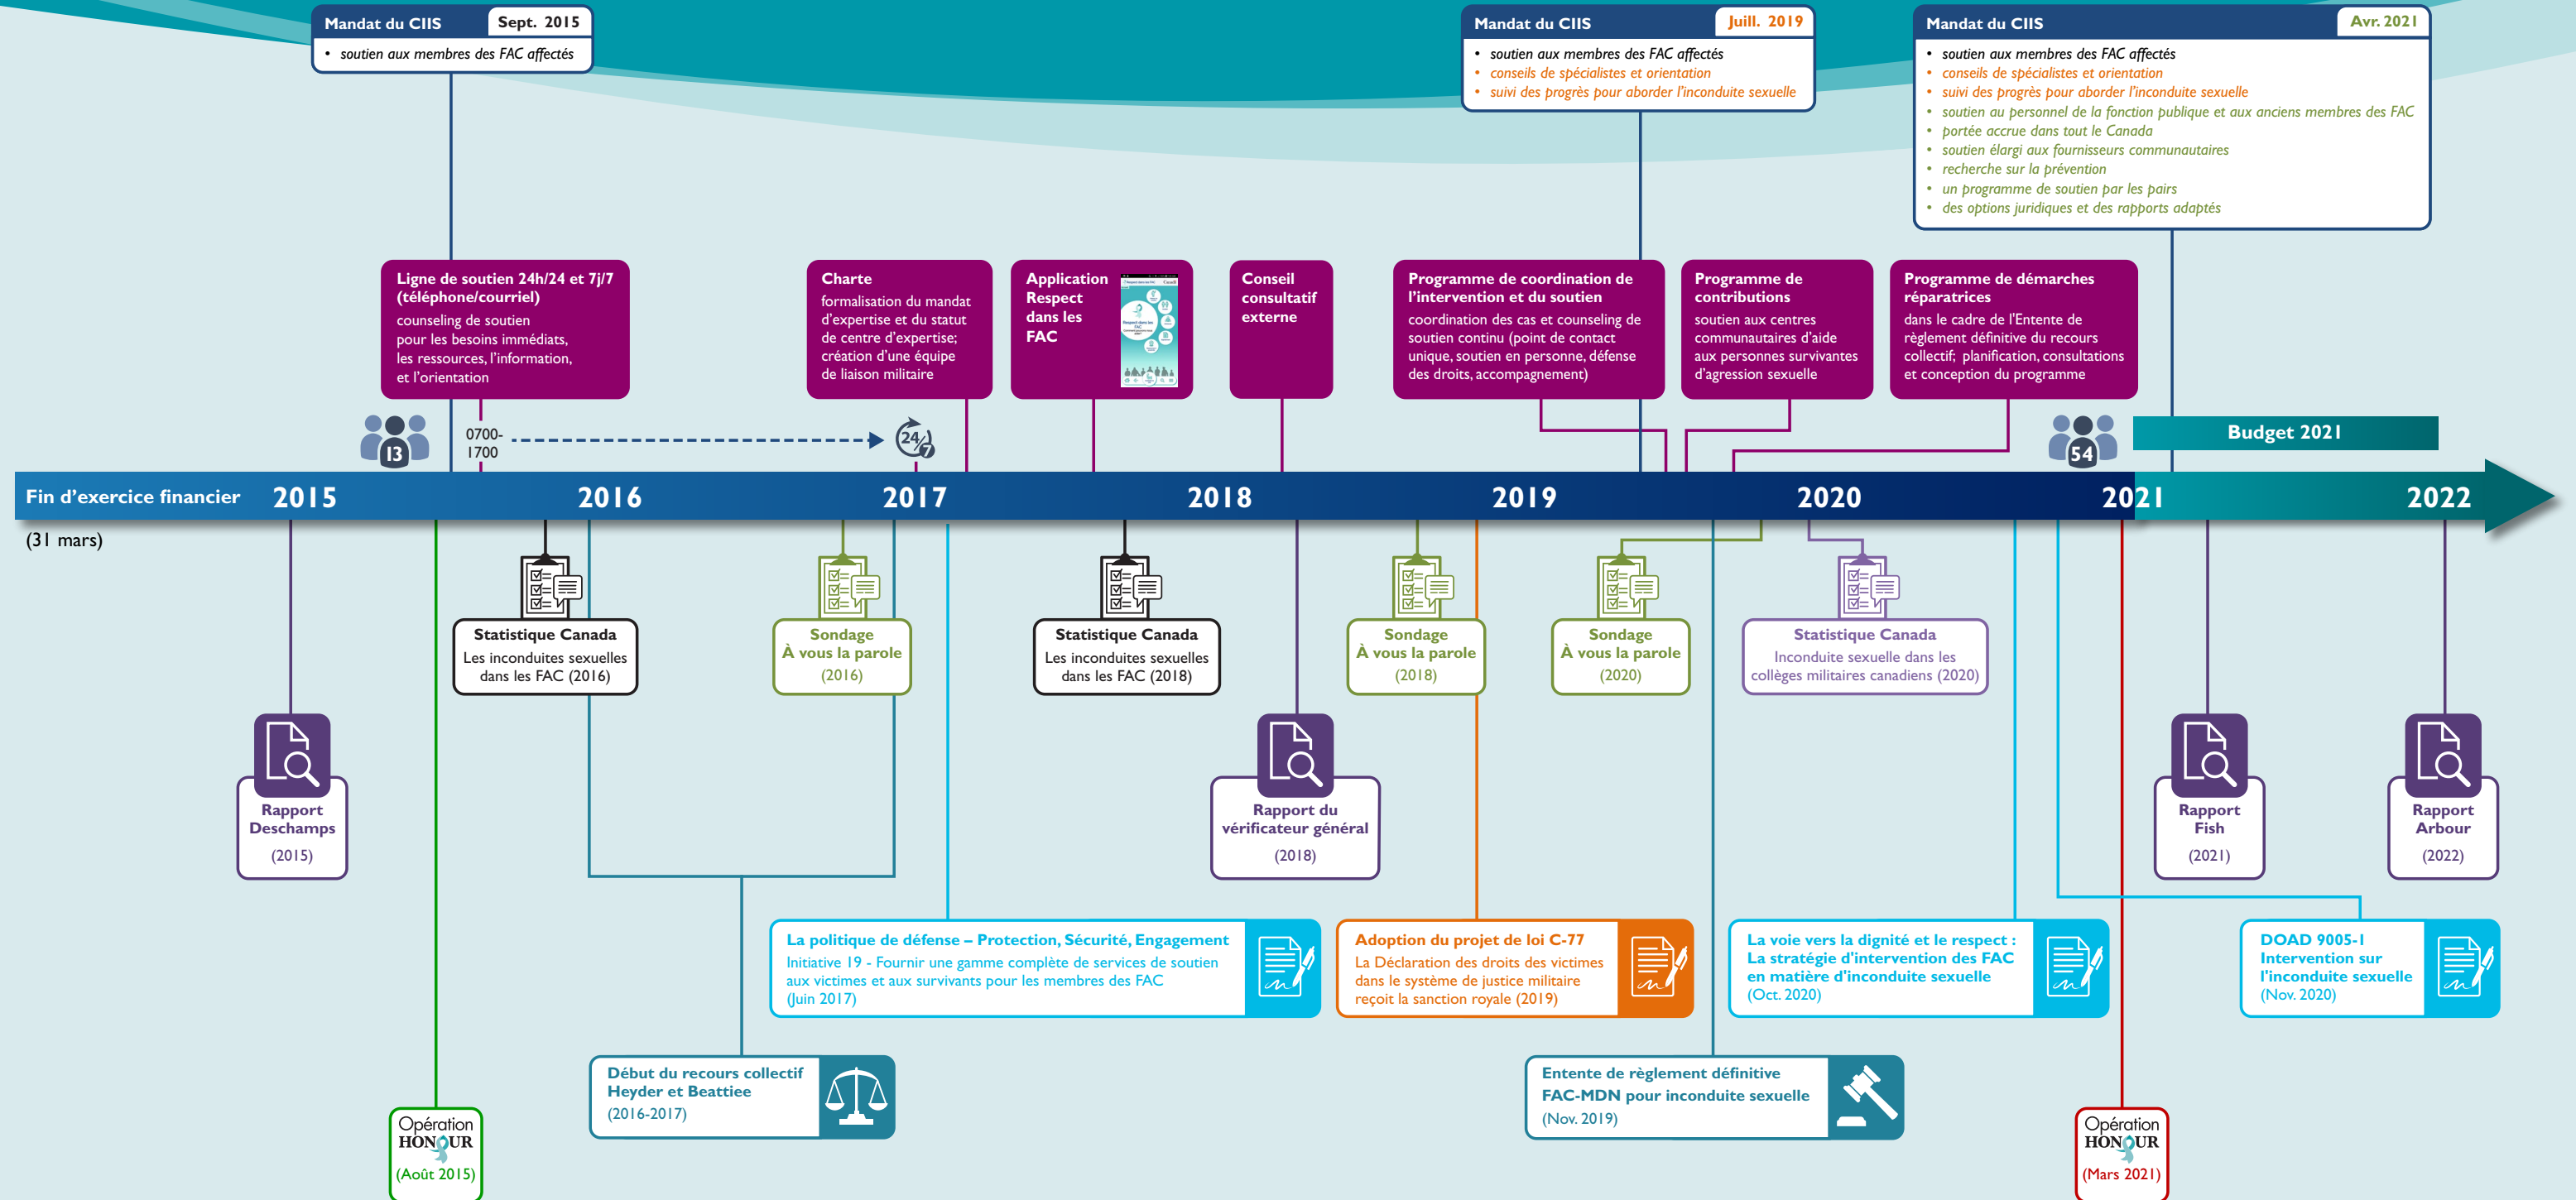 Mandat du CIIS
Sept. 2015
• soutien aux membres des FAC affectés
Mandat du CIIS
Juill. 2019
• soutien aux membres des FAC affectés
• conseils de spécialistes et orientation
• suivi des progrès pour aborder l'inconduite sexuelle
Mandat du CIIS
Avr. 2021
• soutien aux membres des FAC affectés
• conseils de spécialistes et orientation
• suivi des progrès pour aborder l'inconduite sexuelle
• soutien au personnel de la fonction publique et aux anciens membres des FAC
• portée accrue dans tout le Canada
• soutien élargi aux fournisseurs communautaires
• recherche sur la prévention
• un programme de soutien par les pairs
• des options juridiques et des rapports adaptés
Ligne de soutien 24h/24 et 7j/7
(téléphone/courriel)
counseling de soutien
pour les besoins immédiats,
les ressources, l'information,
et l'orientation
Charte
formalisation du mandat
d'expertise et du statut
de centre d'expertise;
création d'une équipe
de liaison militaire
Application
Respect
dans les
FAC
Conseil
consultatif
externe
Programme de coordination de
l'intervention et du soutien
coordination des cas et counseling de
soutien continu (point de contact
unique, soutien en personne, défense
des droits, accompagnement)
Programme de
contributions
soutien aux centres
communautaires d'aide
aux personnes survivantes
d'agression sexuelle
Programme de démarches
réparatrices
dans le cadre de l'Entente de
règlement définitive du recours
collectif; planification, consultations
et conception du programme
13
0700-
1700
24/7
54
Budget 2021
Fin d'exercice financier
2015
2016
2017
2018
2019
2020
2021
2022
(31 mars)
Statistique Canada
Les inconduites sexuelles
dans les FAC (2016)
Sondage
À vous la parole
(2016)
Statistique Canada
Les inconduites sexuelles
dans les FAC (2018)
Sondage
À vous la parole
(2018)
Sondage
À vous la parole
(2020)
Statistique Canada
Inconduite sexuelle dans les
collèges militaires canadiens (2020)
Rapport
Deschamps
(2015)
Rapport du
vérificateur général
(2018)
Rapport
Fish
(2021)
Rapport
Arbour
(2022)
La politique de défense – Protection, Sécurité, Engagement
Initiative 19 - Fournir une gamme complète de services de soutien
aux victimes et aux survivants pour les membres des FAC
(Juin 2017)
Adoption du projet de loi C-77
La Déclaration des droits des victimes
dans le système de justice militaire
reçoit la sanction royale (2019)
La voie vers la dignité et le respect :
La stratégie d'intervention des FAC
en matière d'inconduite sexuelle
(Oct. 2020)
DOAD 9005-1
Intervention sur
l'inconduite sexuelle
(Nov. 2020)
Début du recours collectif
Heyder et Beattiee
(2016-2017)
Entente de règlement définitive
FAC-MDN pour inconduite sexuelle
(Nov. 2019)
Opération
HONOUR
(Août 2015)
Opération
HONOUR
(Mars 2021)